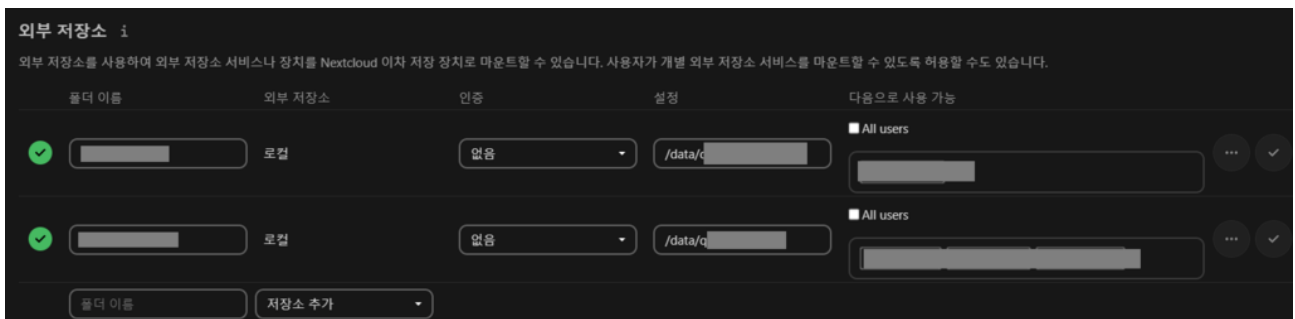 외부 저장소 i
외부 저장소를 사용하여 외부 저장소 서비스나 장치를 Nextcloud 이차 저장 장치로 마운트할 수 있습니다. 사용자가 개별 외부 저장소 서비스를 마운트할 수 있도록 허용할 수도 있습니다.
폴더 이름 외부 저장소 인증 설정 다음으로 사용 가능
All users
로컬 없음 /data/
All users
로컬 없음 /data/q
폴더 이름 저장소 추가